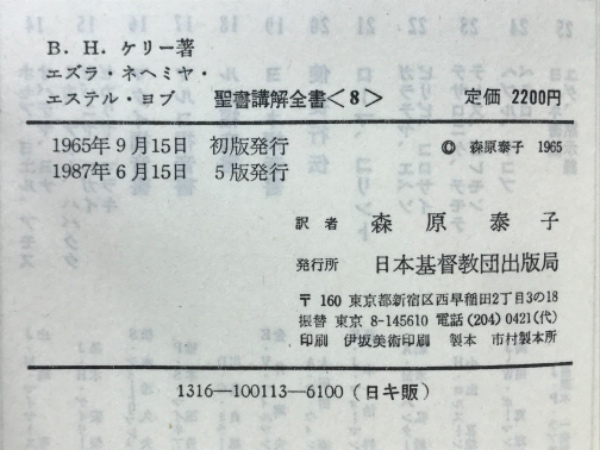 B. H. ケリー著
エズラ・ネヘミヤ・
エステル・ヨブ 聖書講解全書＜8＞ 定価 2200円
1965年9月15日 初版発行 © 森原泰子 1965
1987年6月15日 5版発行
訳者 森原泰子
発行所 日本基督教団出版局
〒160 東京都新宿区西早稲田2丁目3の18
振替 東京 8-145610 電話(204) 0421(代)
印刷 伊坂美術印刷 製本 市村製本所
1316—100113—6100(日キ販)